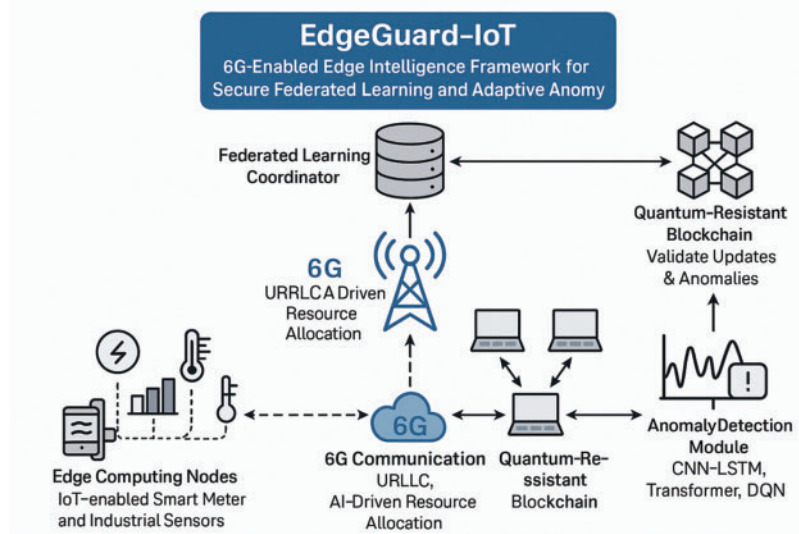 EdgeGuard–IoT
6G-Enabled Edge Intelligence Framework for
Secure Federated Learning and Adaptive Anomy
Federated Learning
Coordinator
Quantum–Resistant
Blockchain
Validate Updates
& Anomalies
6G
URRLC A Driven
Resource
Allocation
6G
!
Edge Computing Nodes
IoT–enabled Smart Meter
and Industrial Sensors
6G Communication
URLLC,
AI-Driven Resource
Allocation
Quantum–Re-
ssistant
Blockchain
AnomalyDetection
Module
CNN–LSTM,
Transformer, DQN